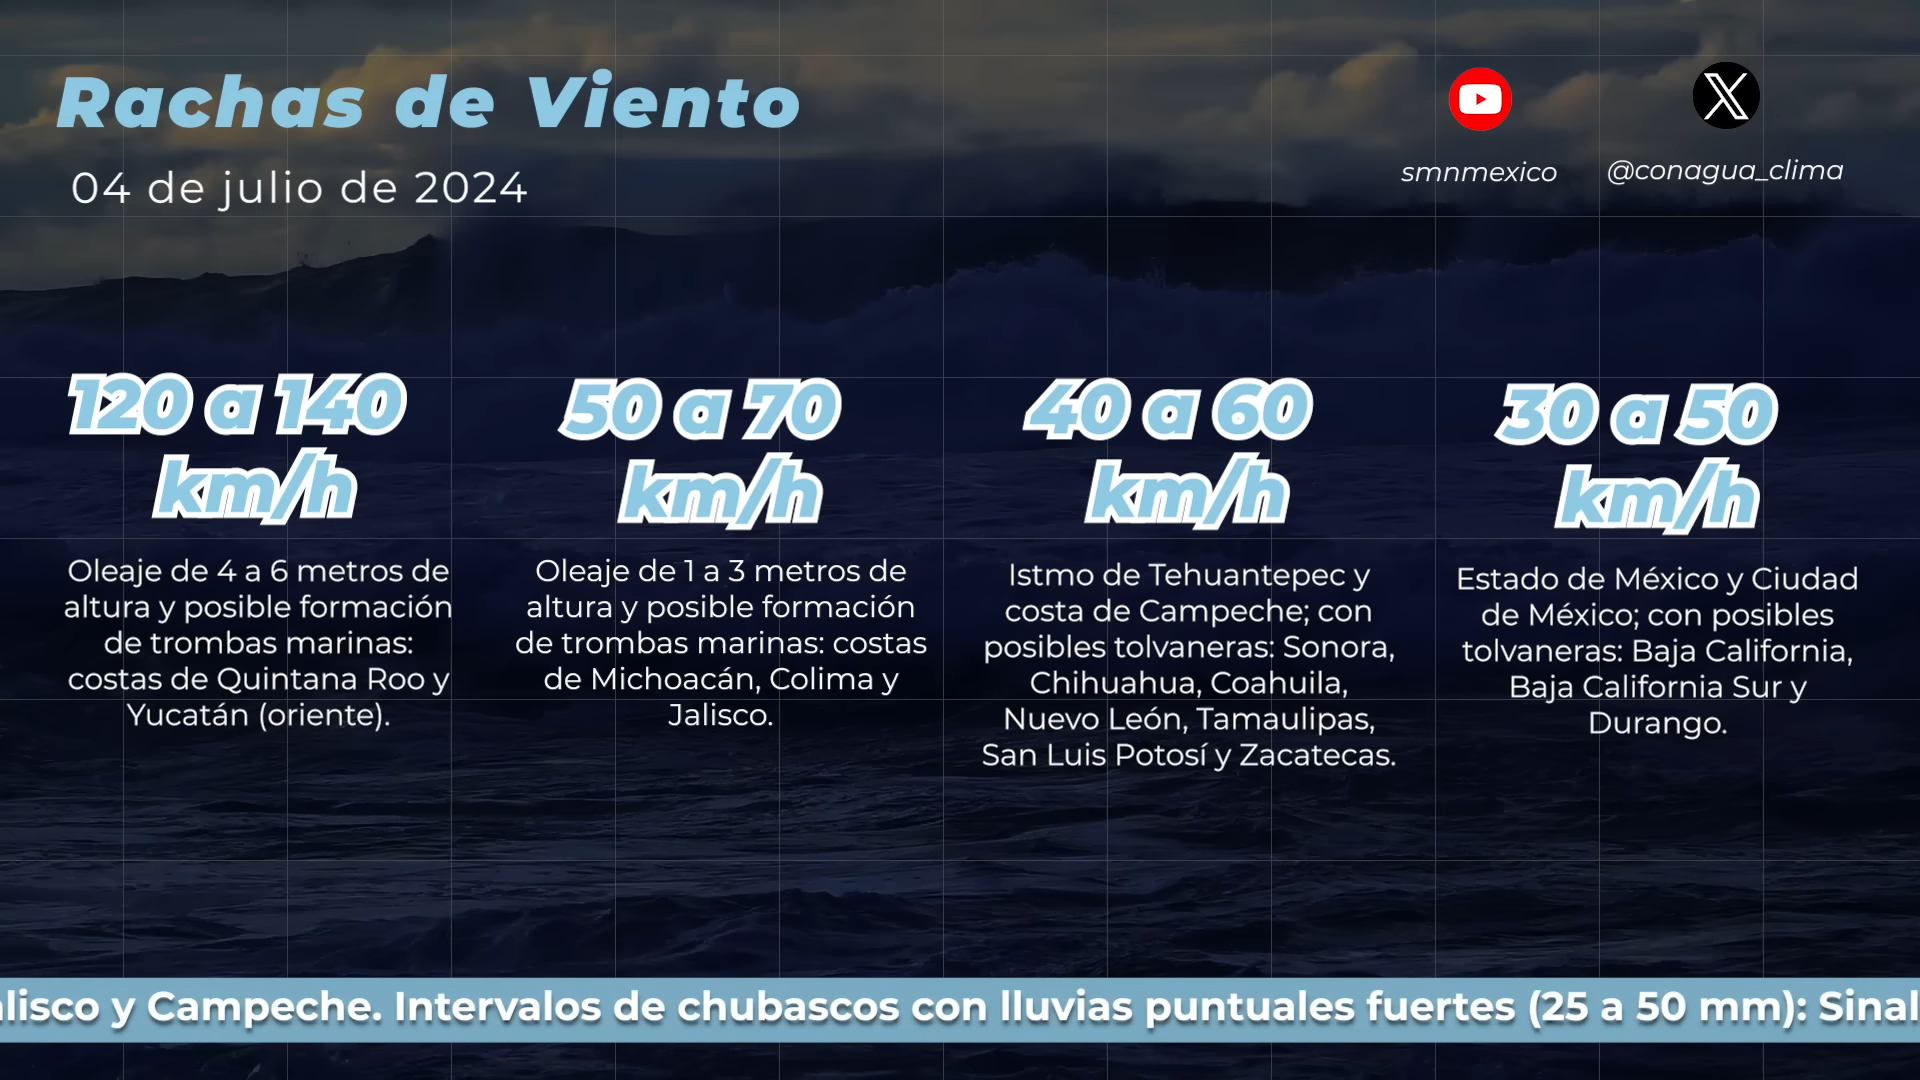 Rachas de Viento
04 de julio de 2024
smnmexico
@conagua_clima
120 a 140
km/h
Oleaje de 4 a 6 metros de
altura y posible formación
de trombas marinas:
costas de Quintana Roo y
Yucatán (oriente).
50 a 70
km/h
Oleaje de 1 a 3 metros de
altura y posible formación
de trombas marinas: costas
de Michoacán, Colima y
Jalisco.
40 a 60
km/h
Istmo de Tehuantepec y
costa de Campeche; con
posibles tolvaneras: Sonora,
Chihuahua, Coahuila,
Nuevo León, Tamaulipas,
San Luis Potosí y Zacatecas.
30 a 50
km/h
Estado de México y Ciudad
de México; con posibles
tolvaneras: Baja California,
Baja California Sur y
Durango.
alisco y Campeche. Intervalos de chubascos con lluvias puntuales fuertes (25 a 50 mm): Sinal